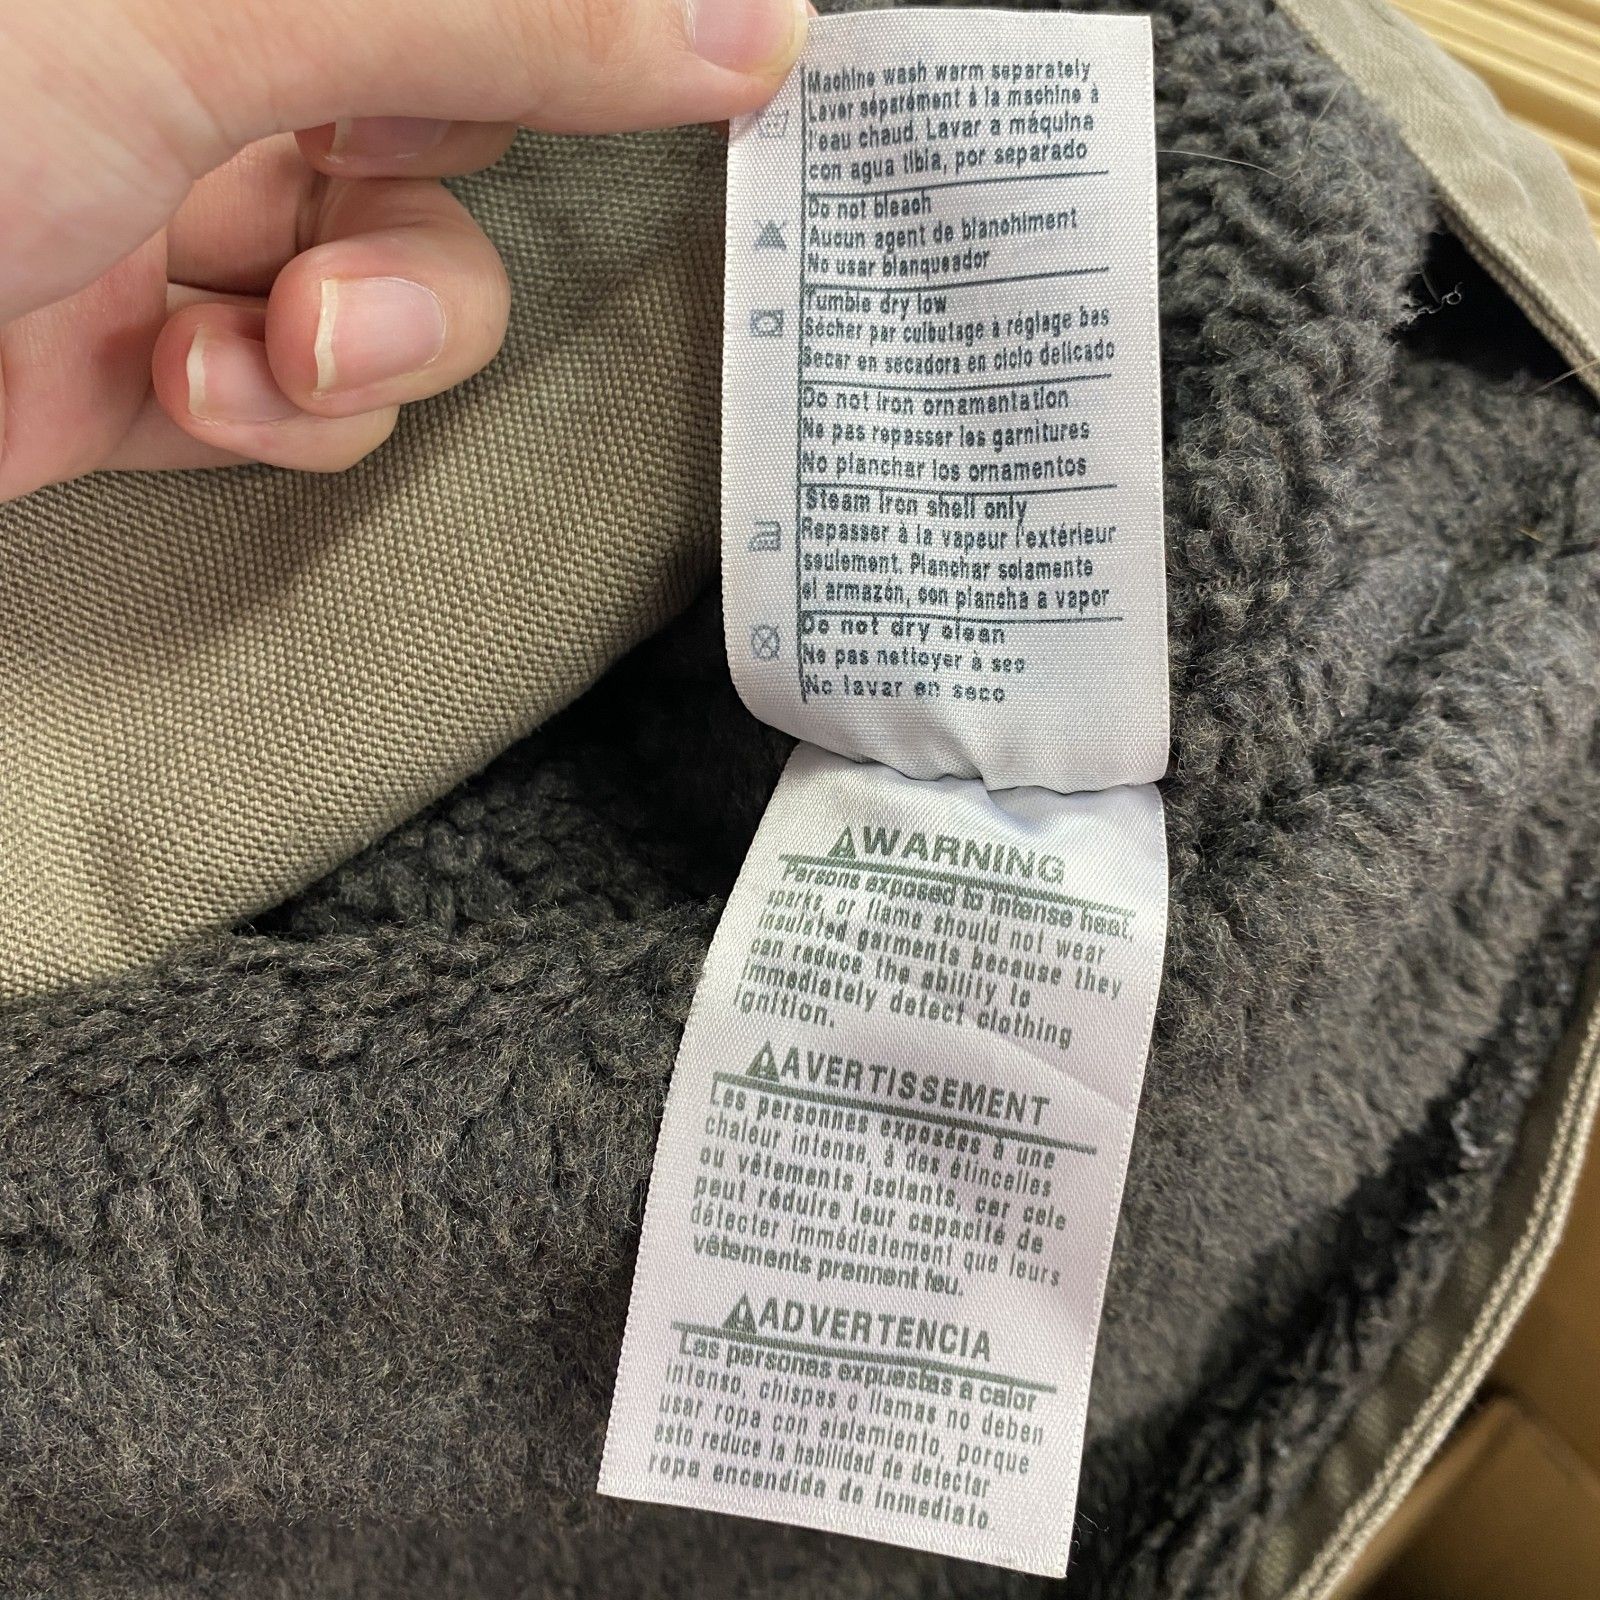 Machine wash warm separately
Laver séparément à la machine à
l'eau chaud. Lavar a máquina
con agua tibia, por separado
Do not bleach
Aucun agent de blanchiment
No usar blanqueador
Tumble dry low
Sécher par culbutage à réglage bas
Secar en secadora en ciclo delicado
Do not iron ornamentation
Ne pas repasser les garnitures
No planchar los ornamentos
Steam iron shell only
Repasser à la vapeur l'extérieur
seulement. Planchar solamente
el armazón, con plancha a vapor
Do not dry clean
Ne pas nettoyer à sec
No lavar en seco
WARNING
Persons exposed to intense heat,
sparks or flame should not wear
insulated garments because they
can reduce the ability to
immediately detect clothing
ignition.
AVERTISSEMENT
Les personnes exposées à une
chaleur intense, à des étincelles
ou vêtements isolants, car cele
peut réduire leur capacité de
détecter immédiatement que leurs
vêtements prennent feu.
ADVERTENCIA
Las personas expuestas a calor
intenso, chispas o llamas no deben
usar ropa con aislamiento, porque
esto reduce la habilidad de detectar
ropa encendida de inmediato.